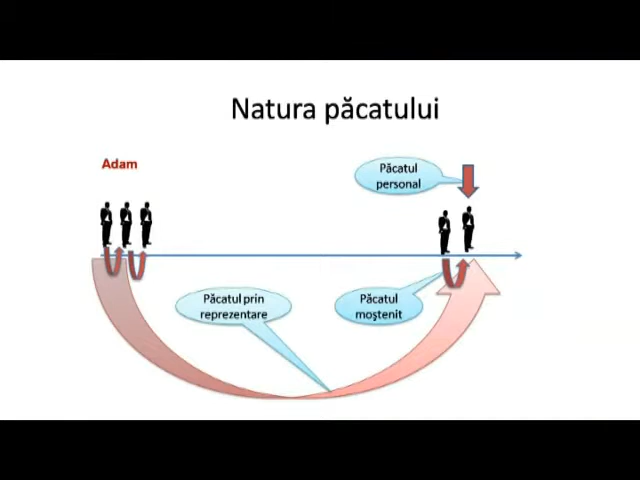 Natura păcatului
Adam
Păcatul
personal
Păcatul prin
reprezentare
Păcatul
moştenit